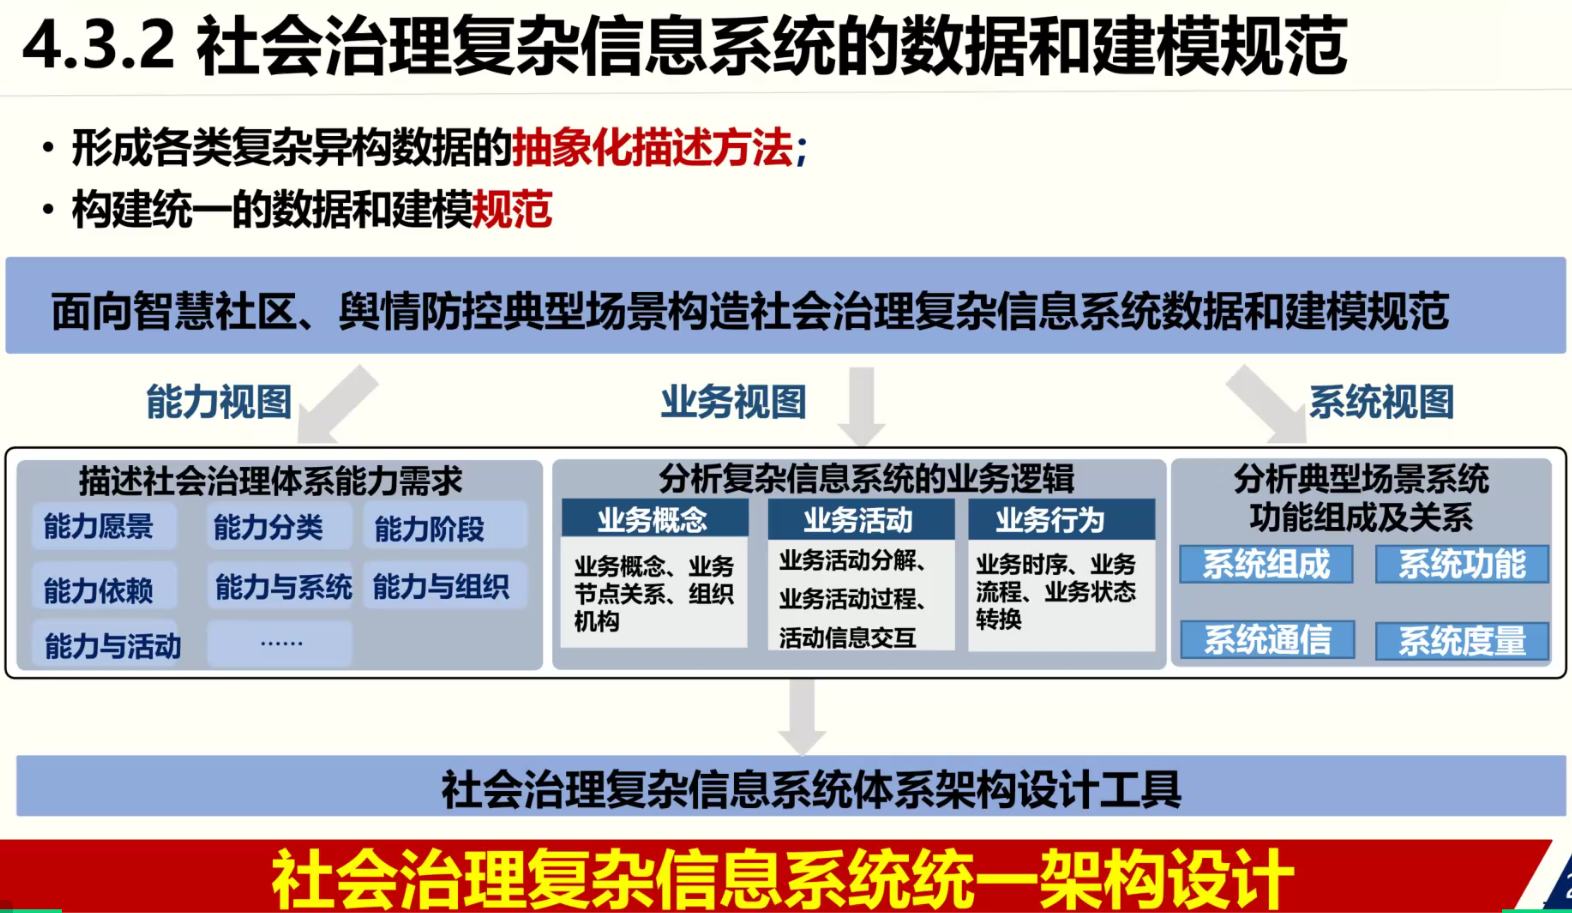 4.3.2 社会治理复杂信息系统的数据和建模规范
• 形成各类复杂异构数据的抽象化描述方法;
• 构建统一的数据和建模规范
面向智慧社区、舆情防控典型场景构造社会治理复杂信息系统数据和建模规范
能力视图
业务视图
系统视图
描述社会治理体系能力需求
能力愿景
能力分类
能力阶段
能力依赖
能力与系统
能力与组织
能力与活动
……
分析复杂信息系统的业务逻辑
业务概念
业务概念、业务
节点关系、组织
机构
业务活动
业务活动分解、
业务活动过程、
活动信息交互
业务行为
业务时序、业务
流程、业务状态
转换
分析典型场景系统
功能组成及关系
系统组成
系统功能
系统通信
系统度量
社会治理复杂信息系统体系架构设计工具
社会治理复杂信息系统统一架构设计